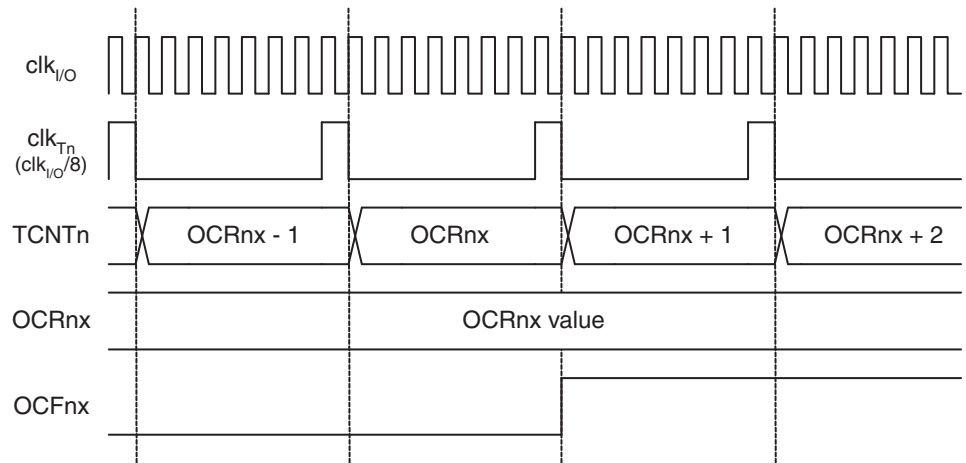 clkI/O
clkTn
(clkI/O/8)
TCNTn
OCRnx - 1
OCRnx
OCRnx + 1
OCRnx + 2
OCRnx
OCRnx value
OCFnx